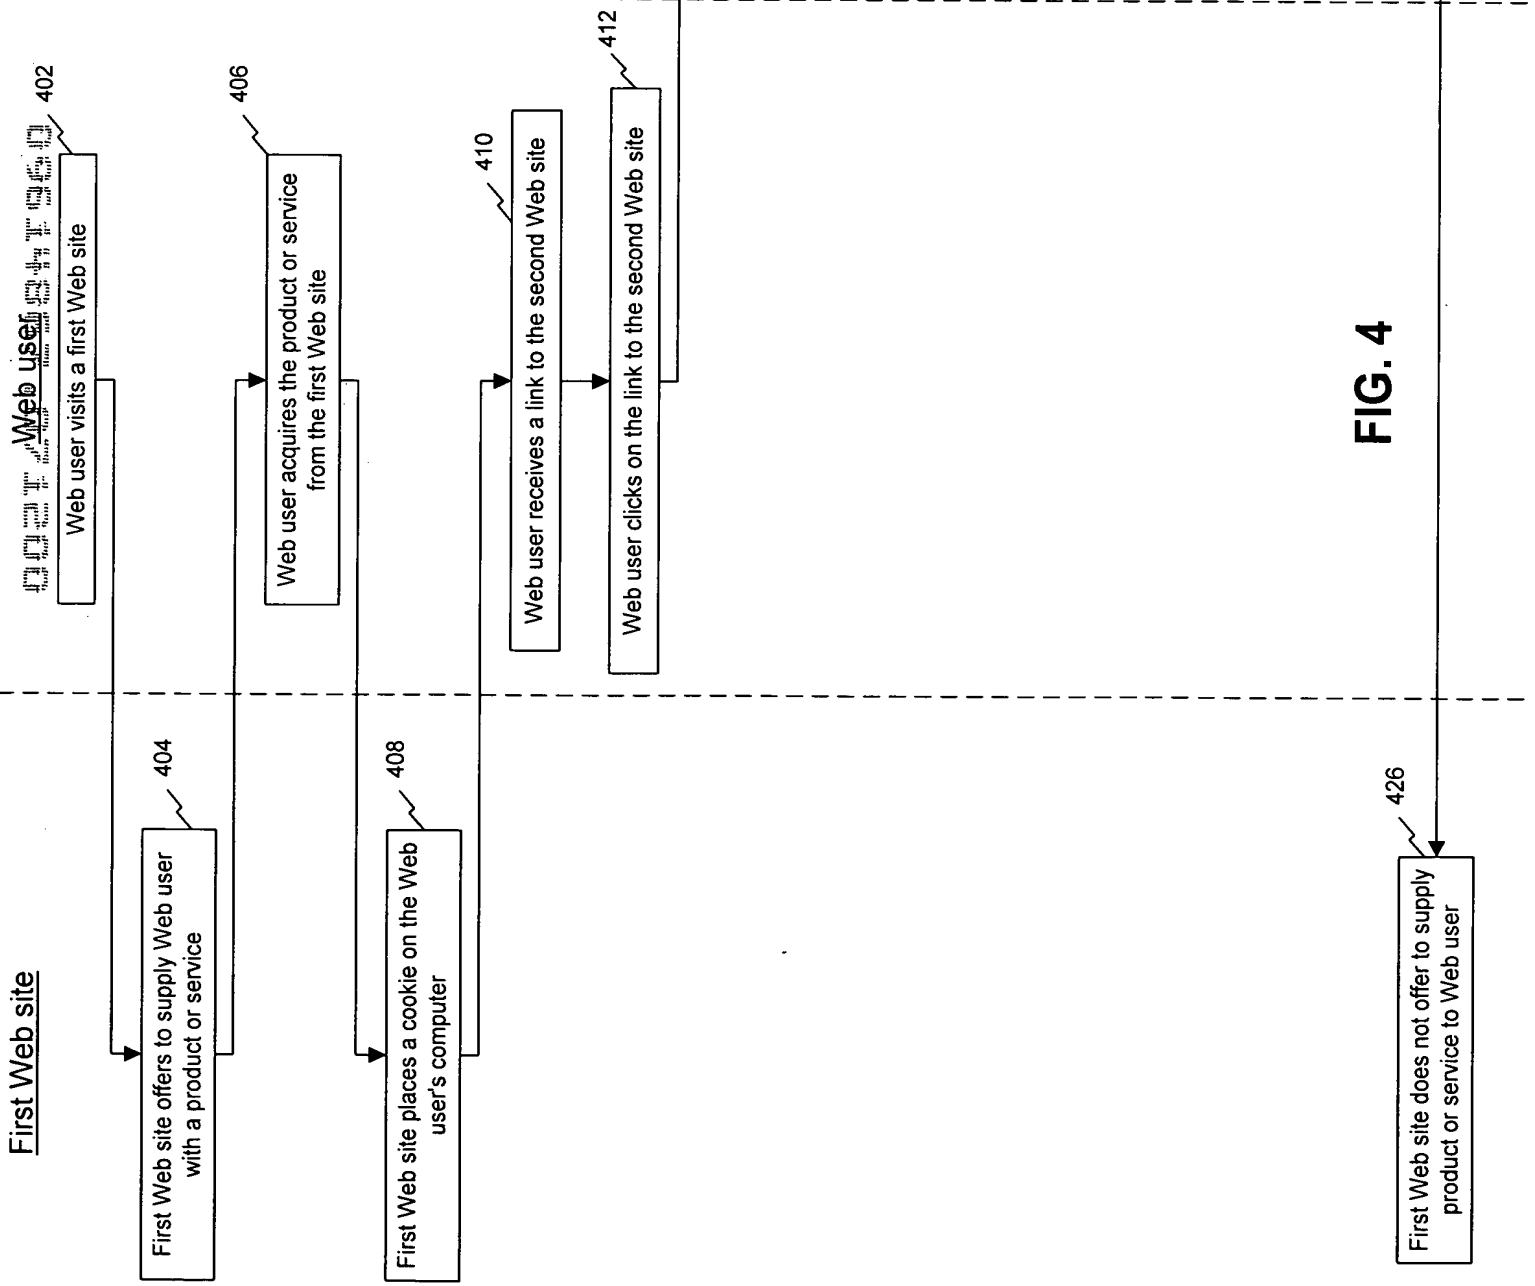 First Web site
Web user
09614877 071200
402
Web user visits a first Web site
404
First Web site offers to supply Web user
with a product or service
406
Web user acquires the product or service
from the first Web site
408
First Web site places a cookie on the Web
user's computer
410
Web user receives a link to the second Web site
412
Web user clicks on the link to the second Web site
426
First Web site does not offer to supply
product or service to Web user
FIG. 4